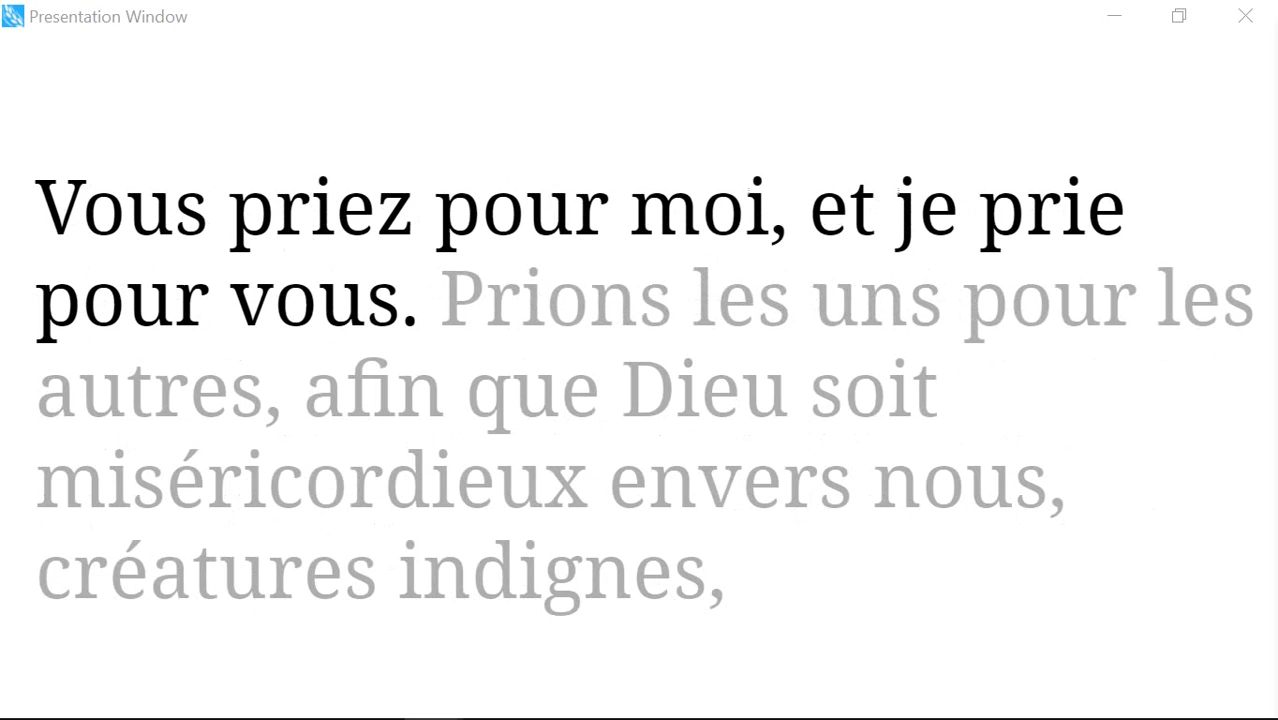 Presentation Window
Vous priez pour moi, et je prie
pour vous. Prions les uns pour les
autres, afin que Dieu soit
miséricordieux envers nous,
créatures indignes,